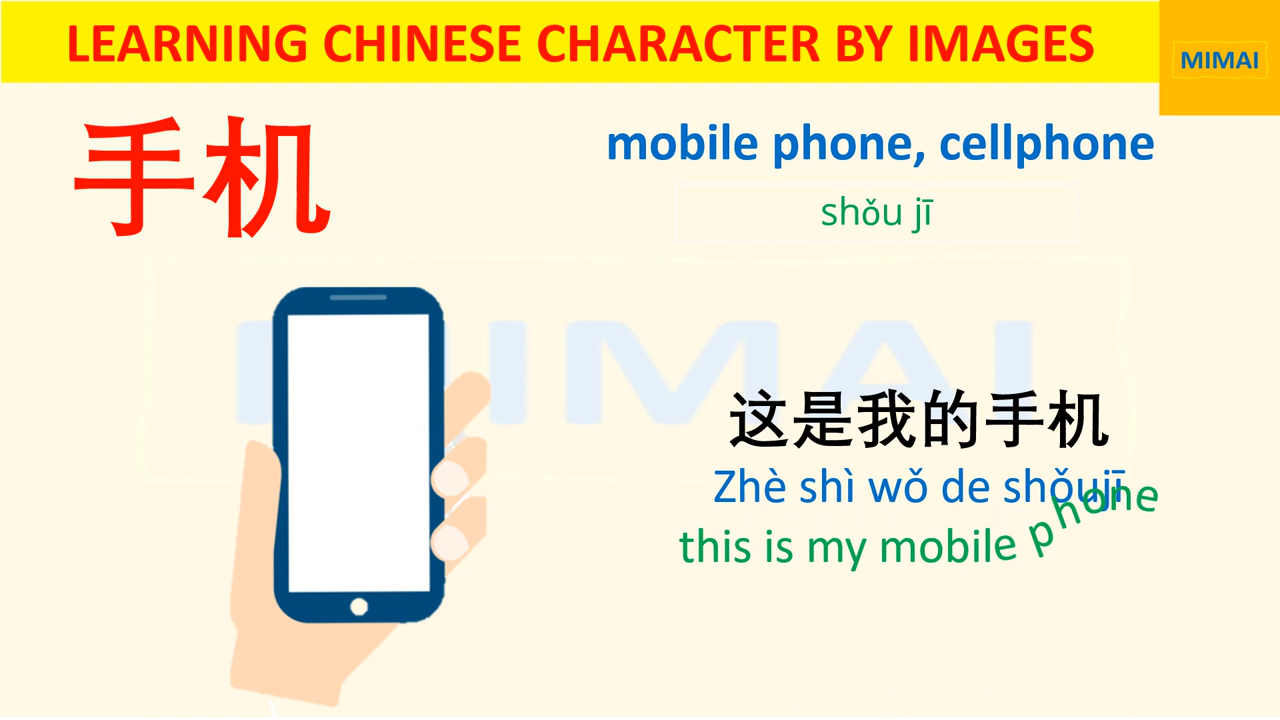 LEARNING CHINESE CHARACTER BY IMAGES
MIMAI
手机
mobile phone, cellphone
shǒu jī
MIMAI
这是我的手机
Zhè shì wǒ de shǒujī
this is my mobile phone